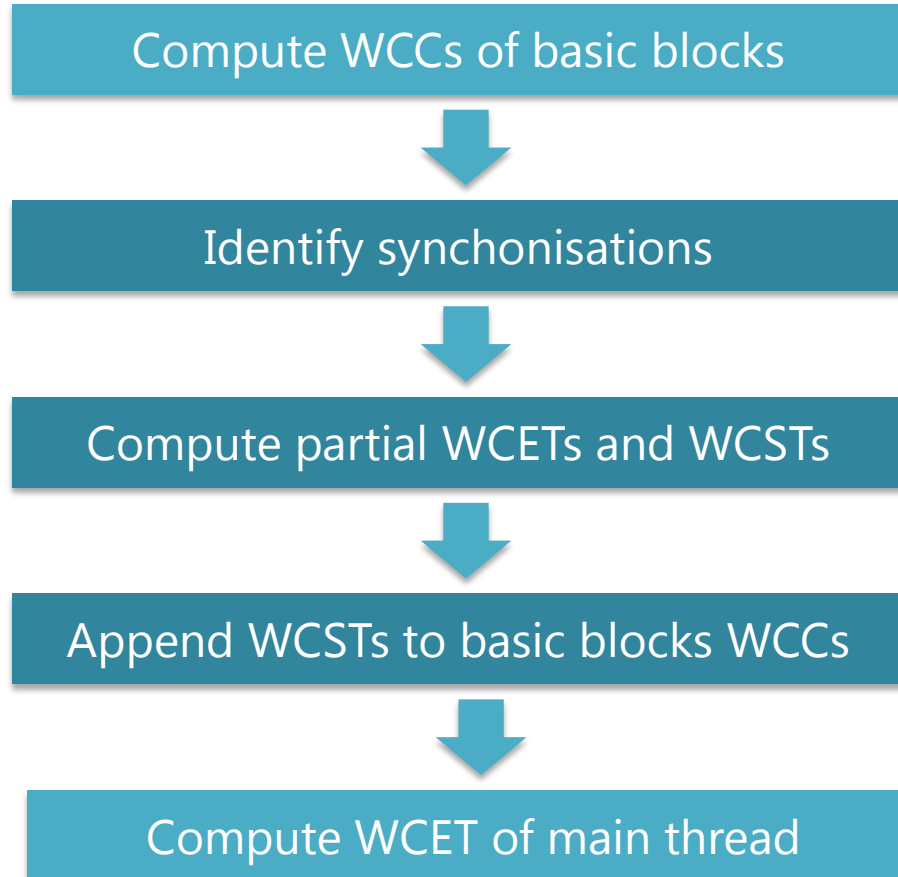 Compute WCCs of basic blocks
Identify synchonisations
Compute partial WCETs and WCSTs
Append WCSTs to basic blocks WCCs
Compute WCET of main thread